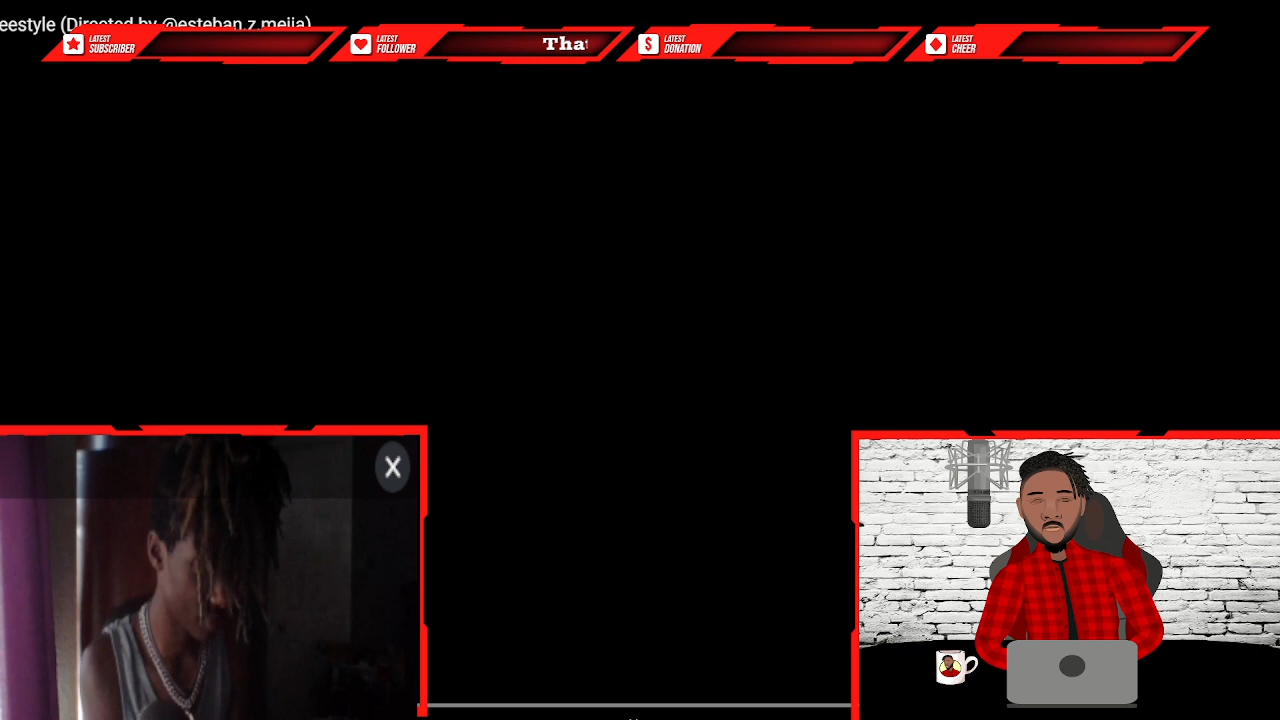 eestyle (Directed by @esteban.z.mejia)
LATEST SUBSCRIBER
LATEST FOLLOWER
Tha
LATEST DONATION
LATEST CHEER
X